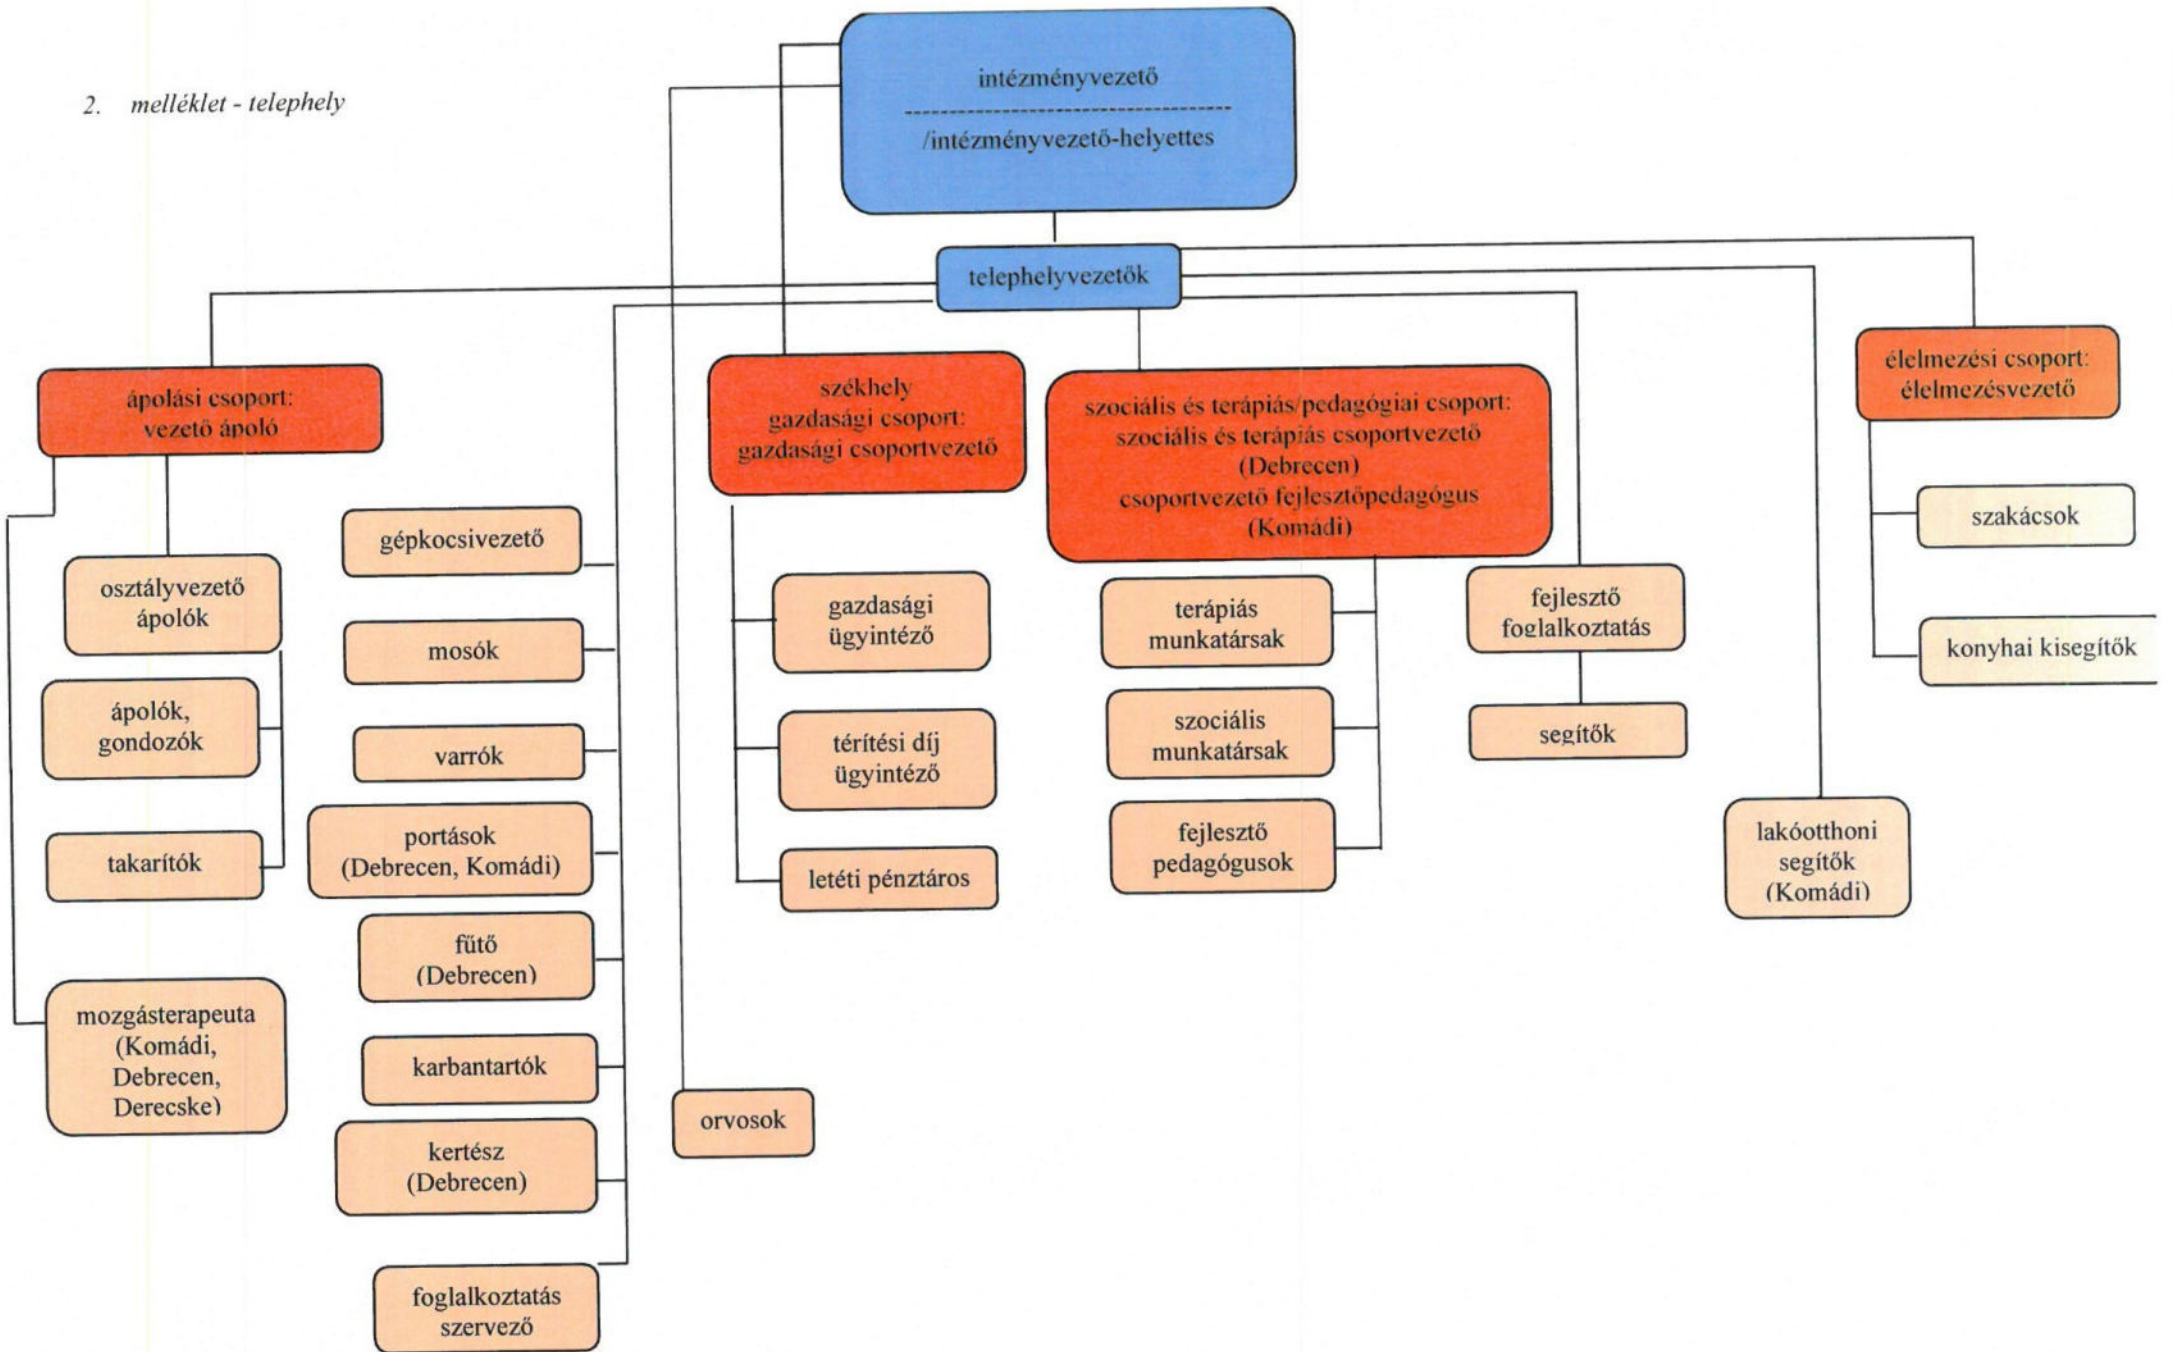 2. melléklet - telephely
intézményvezető
/intézményvezető-helyettes
telephelyvezetők
ápolási csoport:
vezető ápoló
osztályvezető
ápolók
ápolók,
gondozók
takarítók
mozgásterapeuta
(Komádi,
Debrecen,
Derecske)
gépkocsivezető
mosók
varrók
portások
(Debrecen, Komádi)
fűtő
(Debrecen)
karbantartók
kertész
(Debrecen)
foglalkoztatás
szervező
orvosok
székhely
gazdasági csoport:
gazdasági csoportvezető
gazdasági
ügyintéző
térítési díj
ügyintéző
letéti pénztáros
szociális és terápiás/pedagógiai csoport:
szociális és terápiás csoportvezető
(Debrecen)
csoportvezető fejlesztőpedagógus
(Komádi)
terápiás
munkatársak
szociális
munkatársak
fejlesztő
pedagógusok
fejlesztő
foglalkoztatás
segítők
lakóotthoni
segítők
(Komádi)
élelmezési csoport:
élelmezésvezető
szakácsok
konyhai kisegítők